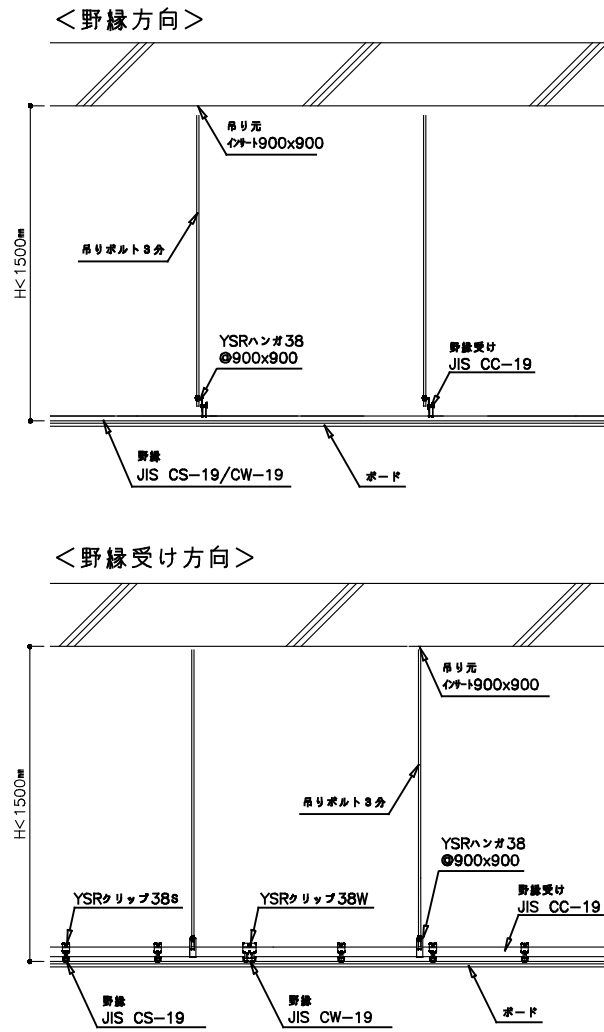 ＜野縁方向＞
吊り元
インサート900x900
吊りボルト3分
H<1500㎜
YSRハンガ38
@900x900
野縁受け
JIS CC-19
野縁
JIS CS-19/CW-19
ボード
＜野縁受け方向＞
吊り元
インサート900x900
吊りボルト3分
H<1500㎜
YSRハンガ38
@900x900
YSRクリップ38S
YSRクリップ38W
野縁受け
JIS CC-19
野縁
JIS CS-19
野縁
JIS CW-19
ボード